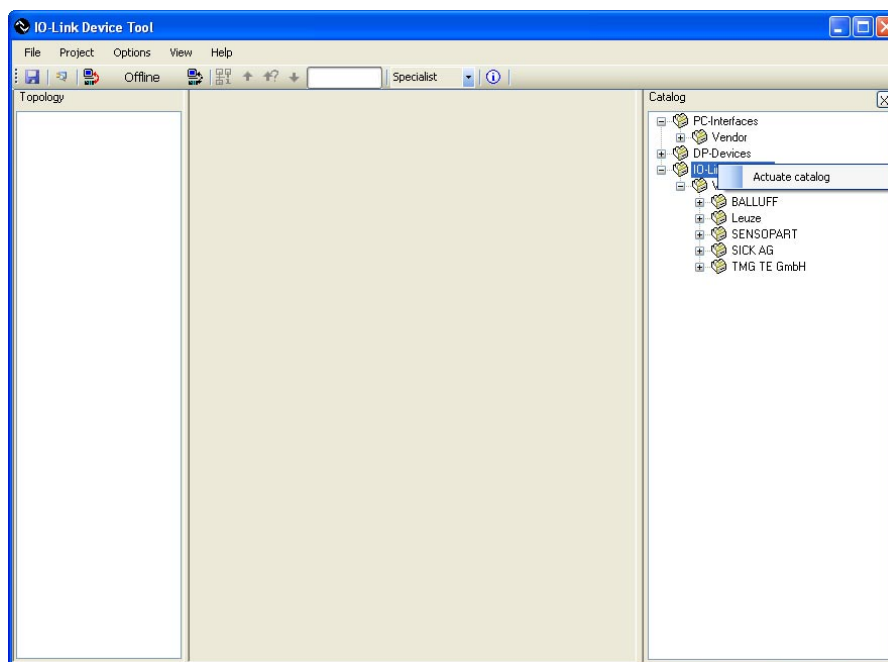 IO-Link Device Tool
File Project Options View Help
Offline Specialist
Topology
Catalog
PC-Interfaces
Vendor
DP-Devices
Actuate catalog
BALLUFF
Leuze
SENSOPART
SICK AG
TMG TE GmbH